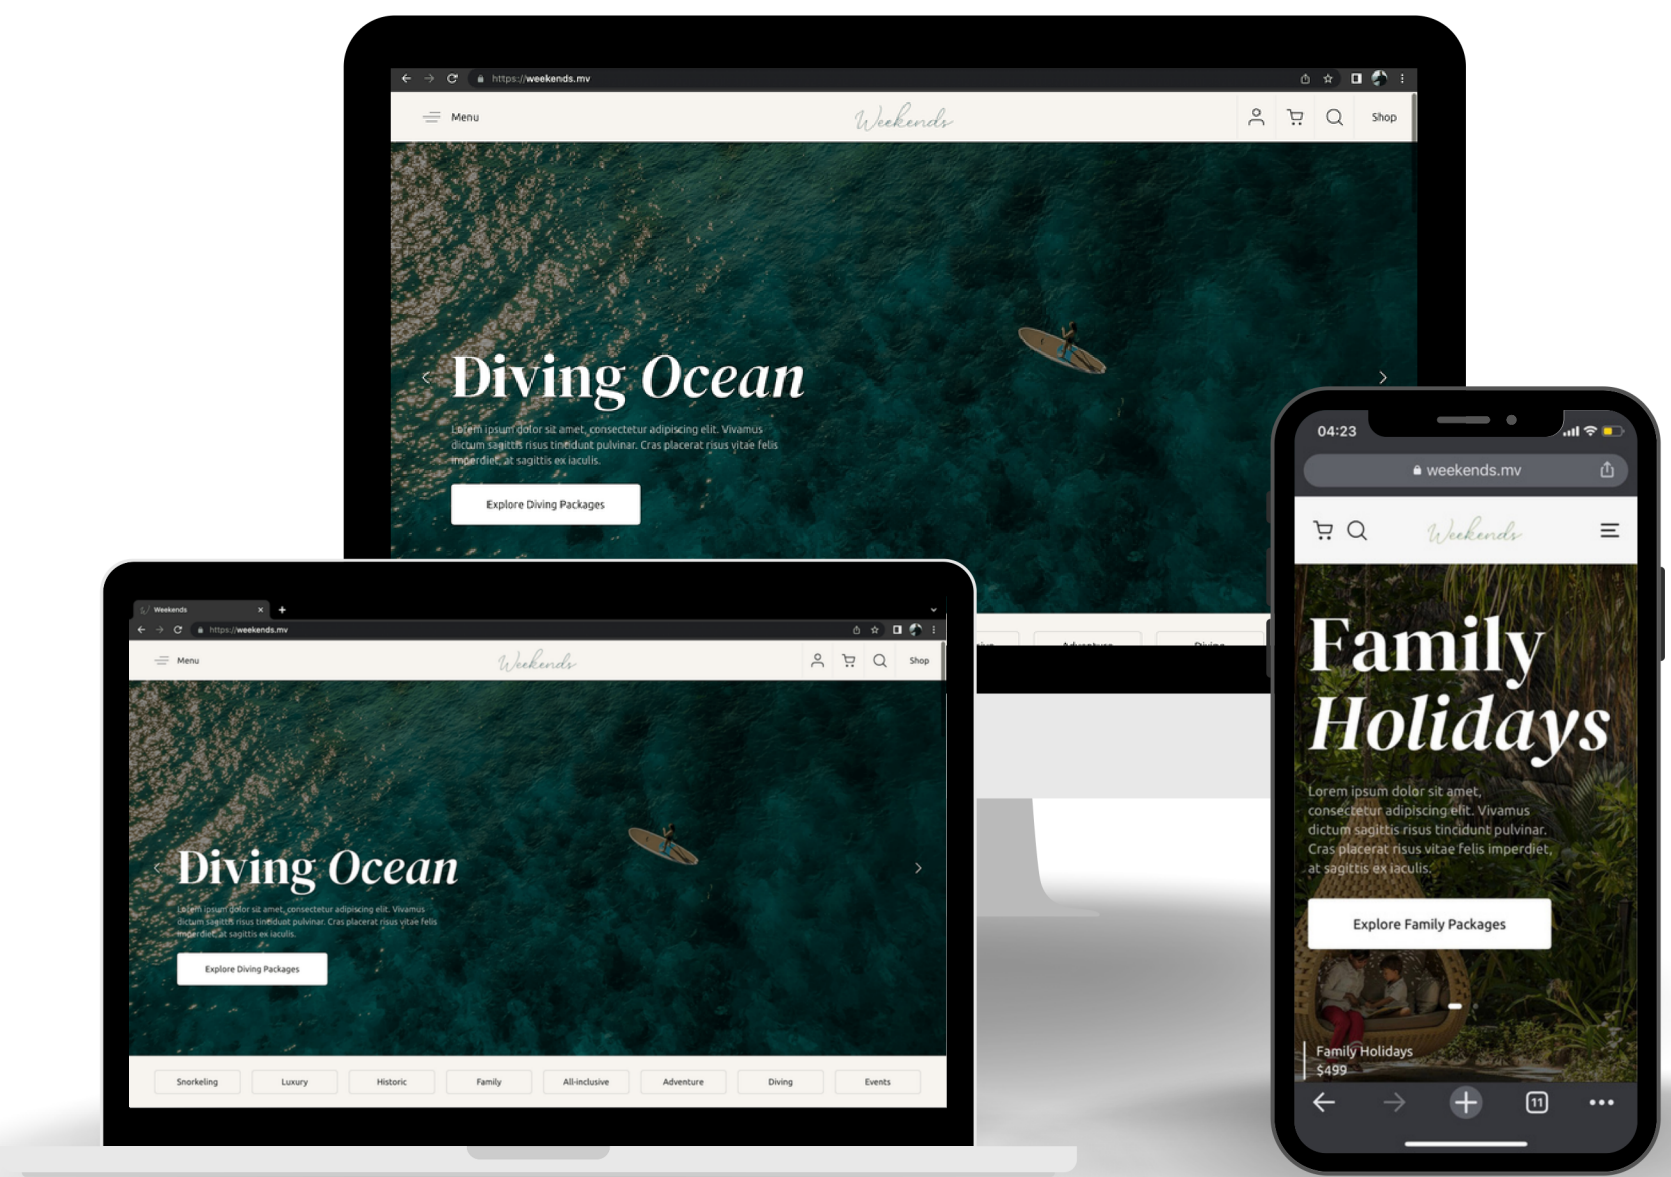 https://weekends.mv
Menu
Weekends
Shop
Diving Ocean
Lorem ipsum dolor sit amet, consectetur adipiscing elit. Vivamus
dictum sagittis risus tincidunt pulvinar. Cras placerat risus vitae felis
imperdiet, at sagittis ex iaculis.
Explore Diving Packages
Adventure
Diving
Weekends
https://weekends.mv
Menu
Weekends
Shop
Diving Ocean
Lorem ipsum dolor sit amet, consectetur adipiscing elit. Vivamus
dictum sagittis risus tincidunt pulvinar. Cras placerat risus vitae felis
imperdiet, at sagittis ex iaculis.
Explore Diving Packages
Snorkeling
Luxury
Historic
Family
All-inclusive
Adventure
Diving
Events
04:23
weekends.mv
Weekends
Family
Holidays
Lorem ipsum dolor sit amet,
consectetur adipiscing elit. Vivamus
dictum sagittis risus tincidunt pulvinar.
Cras placerat risus vitae felis imperdiet,
at sagittis ex iaculis.
Explore Family Packages
Family Holidays
$499
11